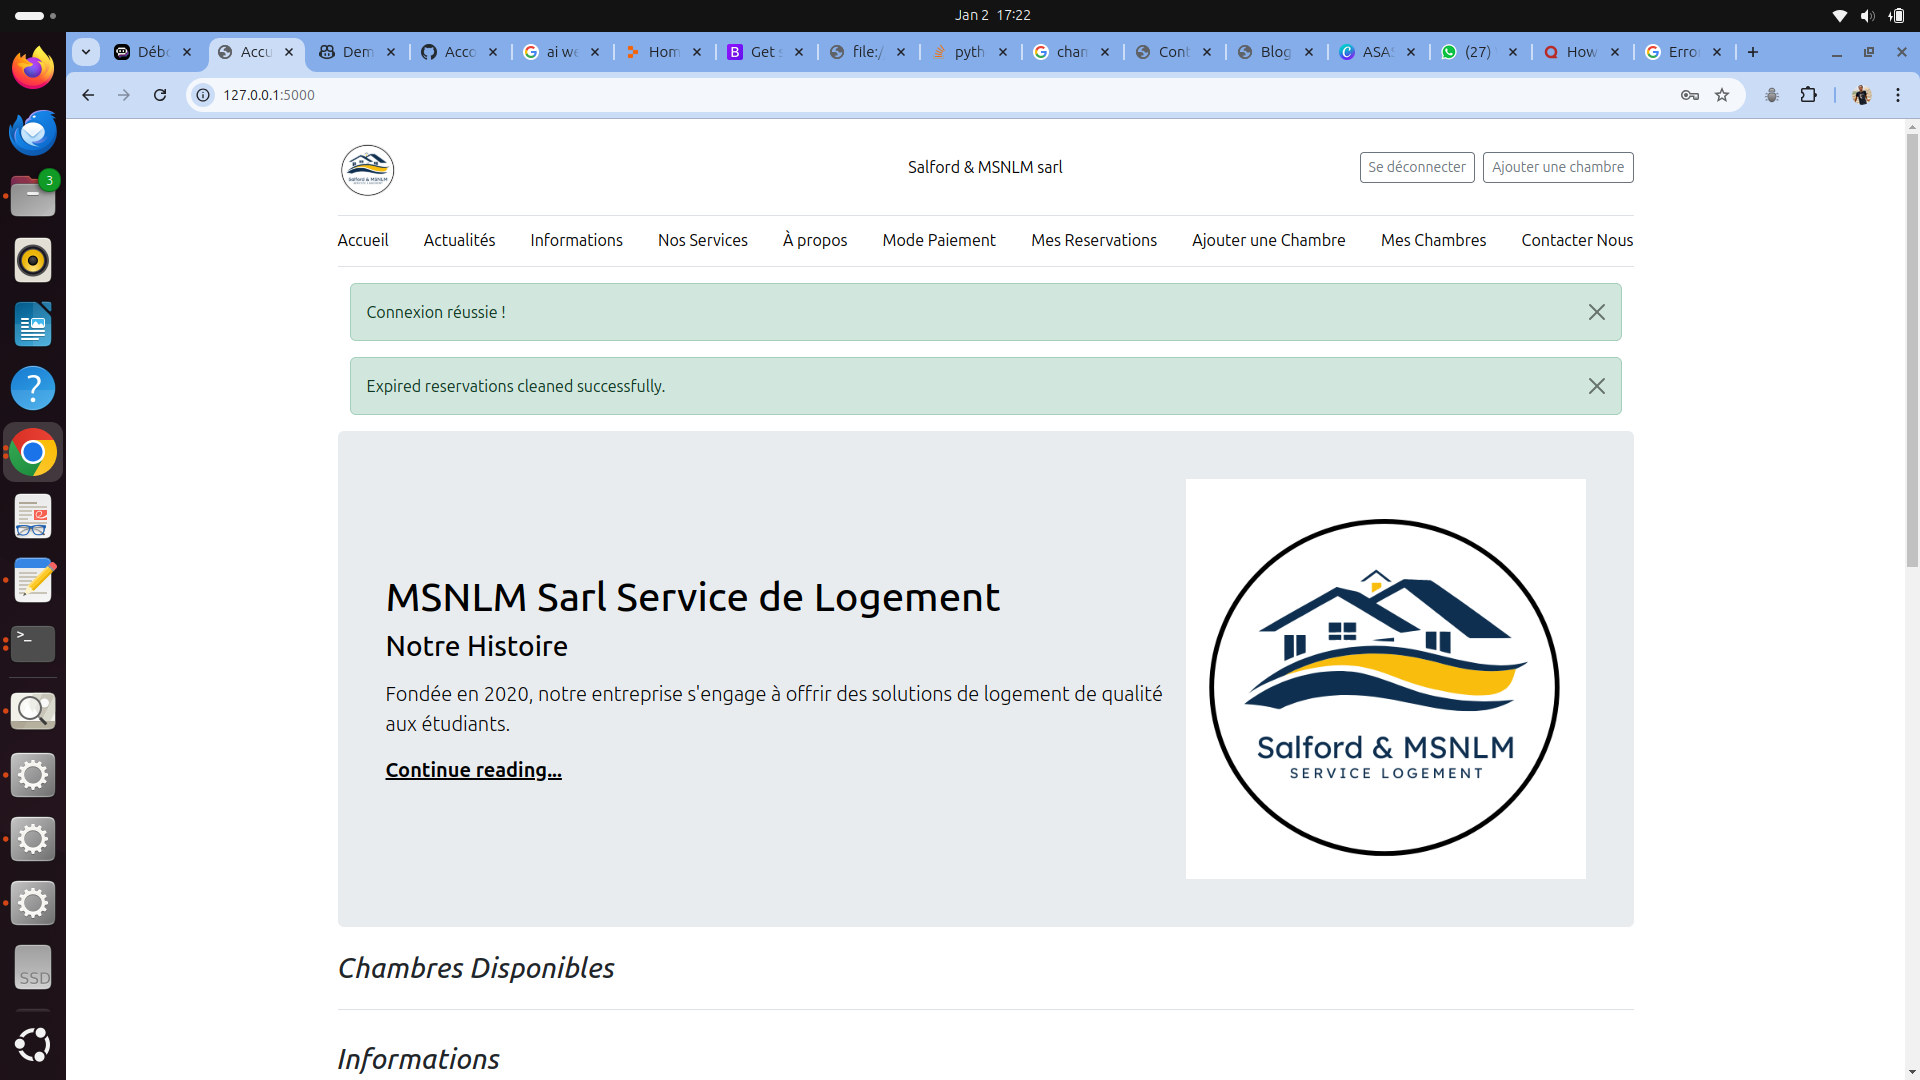 Jan 2 17:22
Débo
Accu
Dem
Acco
ai we
Hom
Get s
file:/
pyth
chan
Cont
Blog
ASAS
(27)
How
Erro
127.0.0.1:5000
3
Salford & MSNLM sarl
Se déconnecter
Ajouter une chambre
Accueil
Actualités
Informations
Nos Services
À propos
Mode Paiement
Mes Reservations
Ajouter une Chambre
Mes Chambres
Contacter Nous
Connexion réussie !
Expired reservations cleaned successfully.
MSNLM Sarl Service de Logement
Notre Histoire
Fondée en 2020, notre entreprise s'engage à offrir des solutions de logement de qualité
aux étudiants.
Continue reading...
Salford & MSNLM
SERVICE LOGEMENT
Chambres Disponibles
Informations
SSD